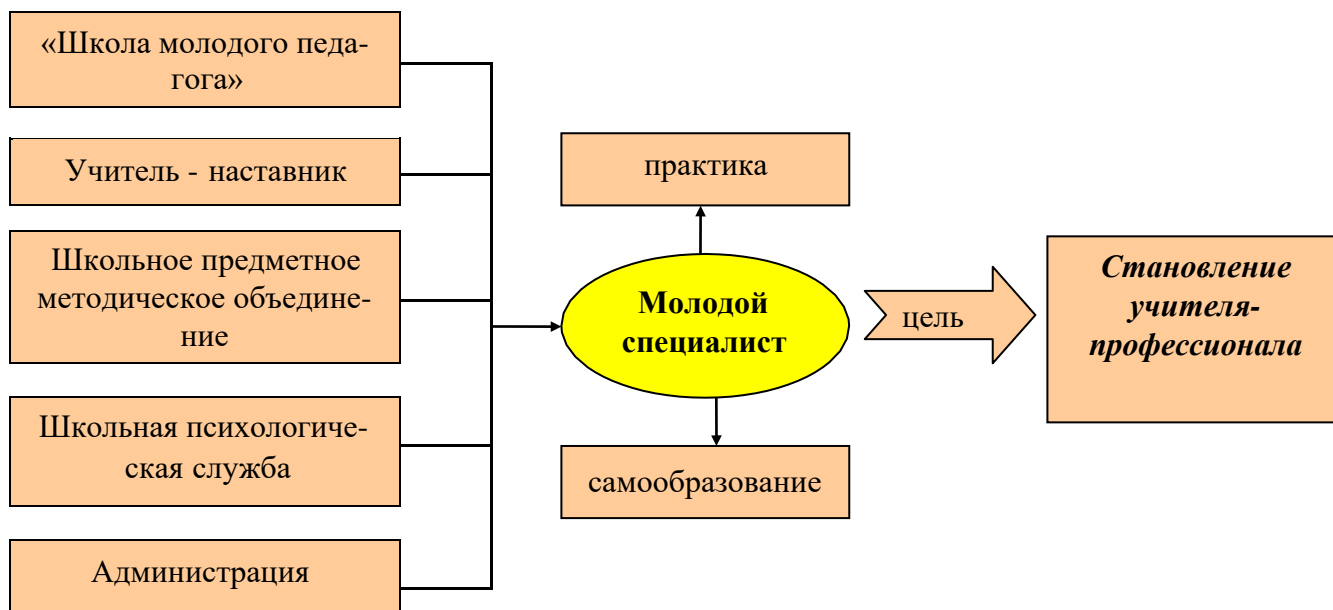 «Школа молодого педа-
гога»
Учитель - наставник
Школьное предметное
методическое объедине-
ние
Школьная психологиче-
ская служба
Администрация
практика
Молодой
специалист
самообразование
цель
Становление
учителя-
профессионала